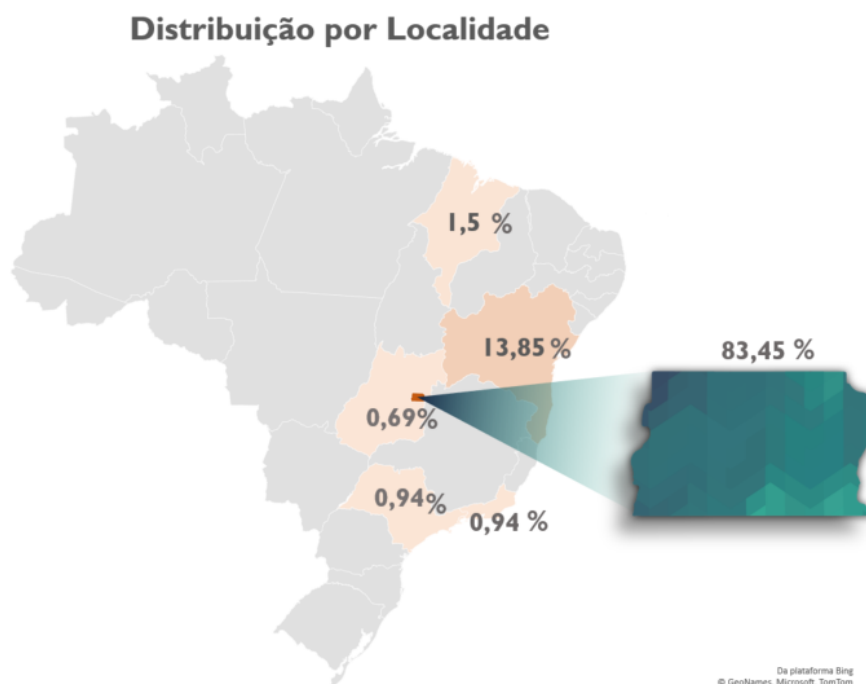 Distribuição por Localidade
1,5 %
13,85 %
83,45 %
0,69%
0,94%
0,94 %
Da plataforma Bing
© GeoNames, Microsoft, TomTom